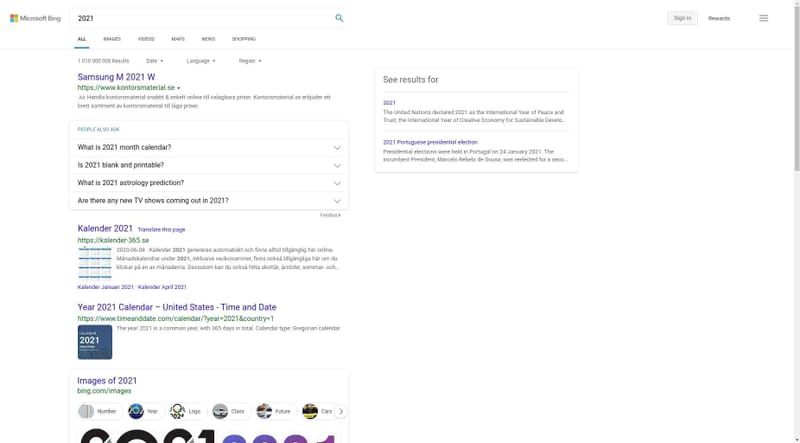 Microsoft Bing
2021
Sign in
Rewards
ALL IMAGES VIDEOS MAPS NEWS SHOPPING
1 010 000 000 Results Date Language Region
Samsung M 2021 W
https://www.kontorsmaterial.se
Ad Handla kontorsmaterial snabbt & enkelt online till oslagbara priser. Kontorsmaterial.se erbjuder ett
brett sortiment av kontorsmaterial till låga priser.
PEOPLE ALSO ASK
What is 2021 month calendar?
Is 2021 blank and printable?
What is 2021 astrology prediction?
Are there any new TV shows coming out in 2021?
Feedback
Kalender 2021 Translate this page
https://kalender-365.se
2020-06-08 · Kalender 2021 genereras automatiskt och finns alltid tillgänglig här online.
Månadskalendrar under 2021, inklusive veckonummer, finns också tillgängliga här om du
klickar på en av månaderna. Dessutom kan du också hitta skottår, årstider, sommar- och...
Kalender Januari 2021 · Kalender April 2021
Year 2021 Calendar – United States - Time and Date
https://www.timeanddate.com/calendar/?year=2021&country=1
2021
The year 2021 is a common year, with 365 days in total. Calendar type: Gregorian calendar
Images of 2021
bing.com/images
Number Year Logo Class Future Cars
2021 2021
See results for
2021
The United Nations declared 2021 as the International Year of Peace and
Trust, the International Year of Creative Economy for Sustainable Develo...
2021 Portuguese presidential election
Presidential elections were held in Portugal on 24 January 2021. The
incumbent President, Marcelo Rebelo de Sousa, was reelected for a seco...